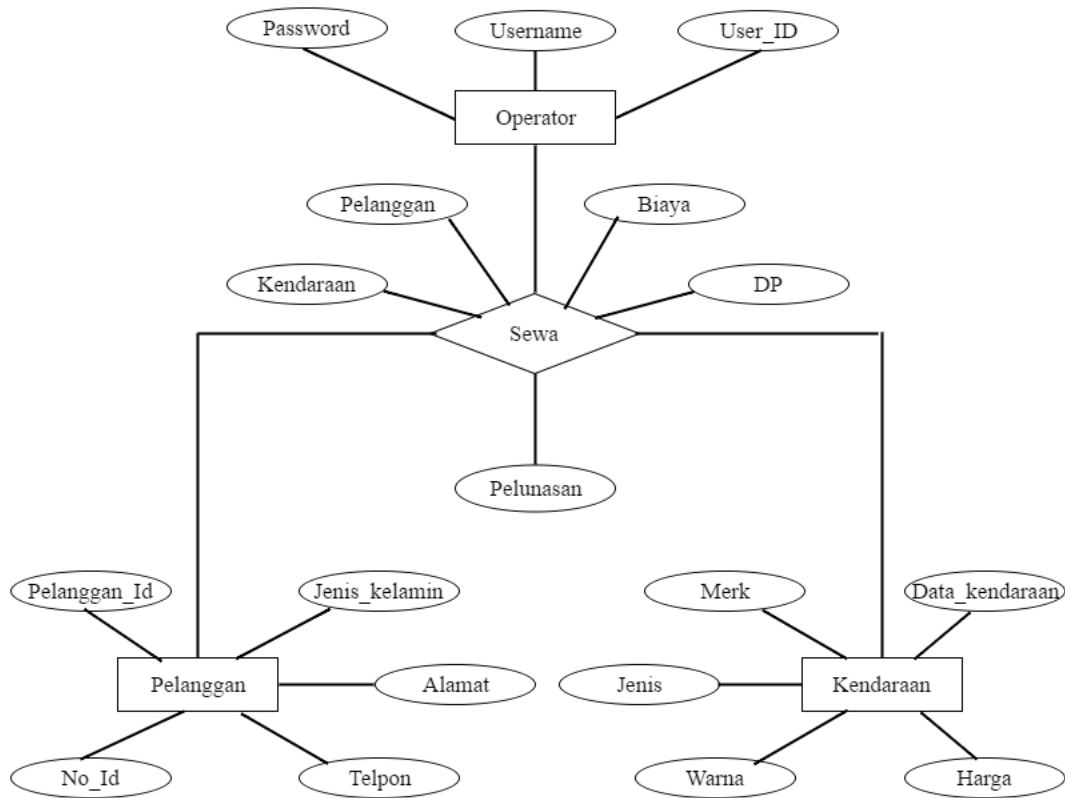 Password
Username
User_ID
Operator
Pelanggan
Biaya
Kendaraan
DP
Sewa
Pelunasan
Pelanggan_Id
Jenis_kelamin
Merk
Data_kendaraan
Pelanggan
Alamat
Jenis
Kendaraan
No_Id
Telpon
Warna
Harga